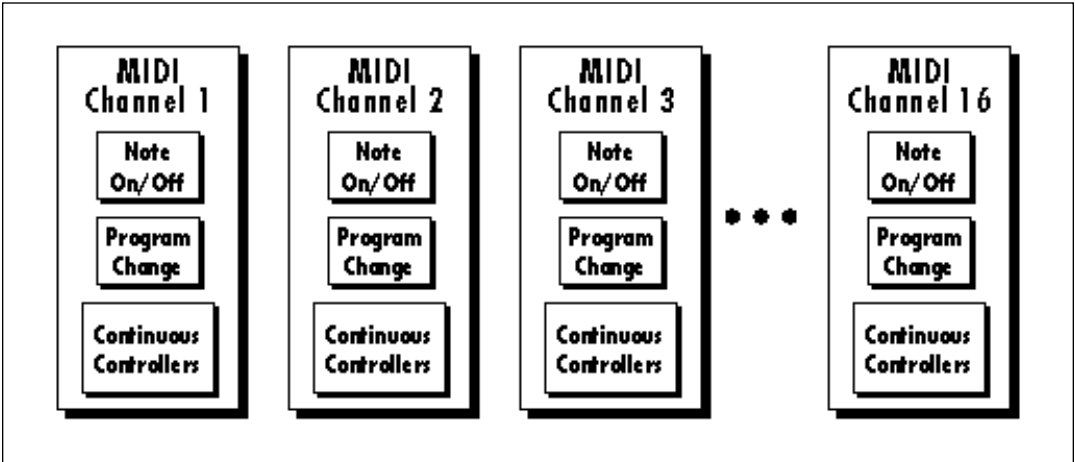 MIDI
Channel 1
Note
On/Off
Program
Change
Continuous
Controllers
MIDI
Channel 2
Note
On/Off
Program
Change
Continuous
Controllers
MIDI
Channel 3
Note
On/Off
Program
Change
Continuous
Controllers
MIDI
Channel 16
Note
On/Off
Program
Change
Continuous
Controllers